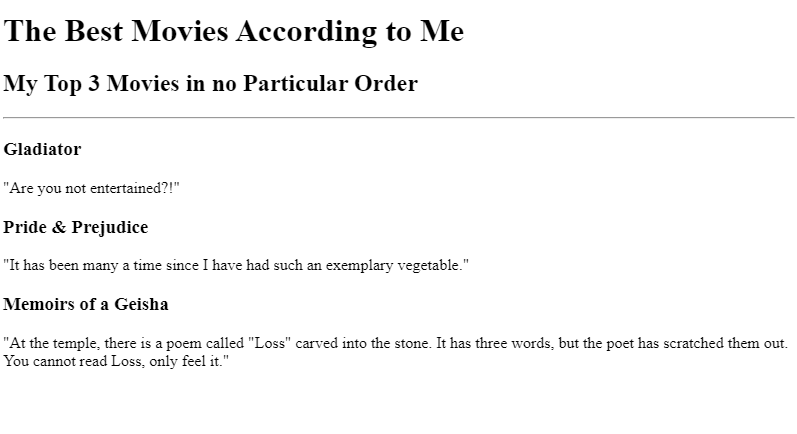 The Best Movies According to Me
My Top 3 Movies in no Particular Order
Gladiator
"Are you not entertained?!"
Pride & Prejudice
"It has been many a time since I have had such an exemplary vegetable."
Memoirs of a Geisha
"At the temple, there is a poem called "Loss" carved into the stone. It has three words, but the poet has scratched them out.
You cannot read Loss, only feel it."